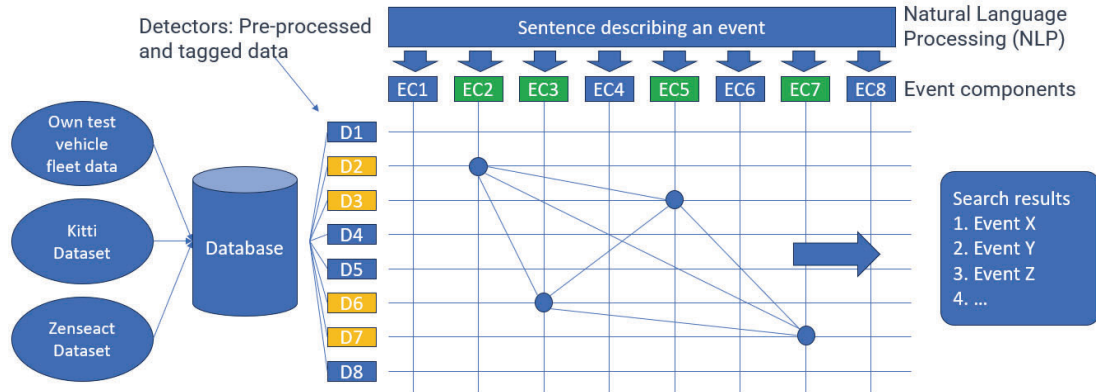 Detectors: Pre-processed
and tagged data
Sentence describing an event
Natural Language
Processing (NLP)
EC1 EC2 EC3 EC4 EC5 EC6 EC7 EC8
Event components
Own test
vehicle
fleet data
Kitti
Dataset
Zenseact
Dataset
Database
D1
D2
D3
D4
D5
D6
D7
D8
Search results
1. Event X
2. Event Y
3. Event Z
4. ...